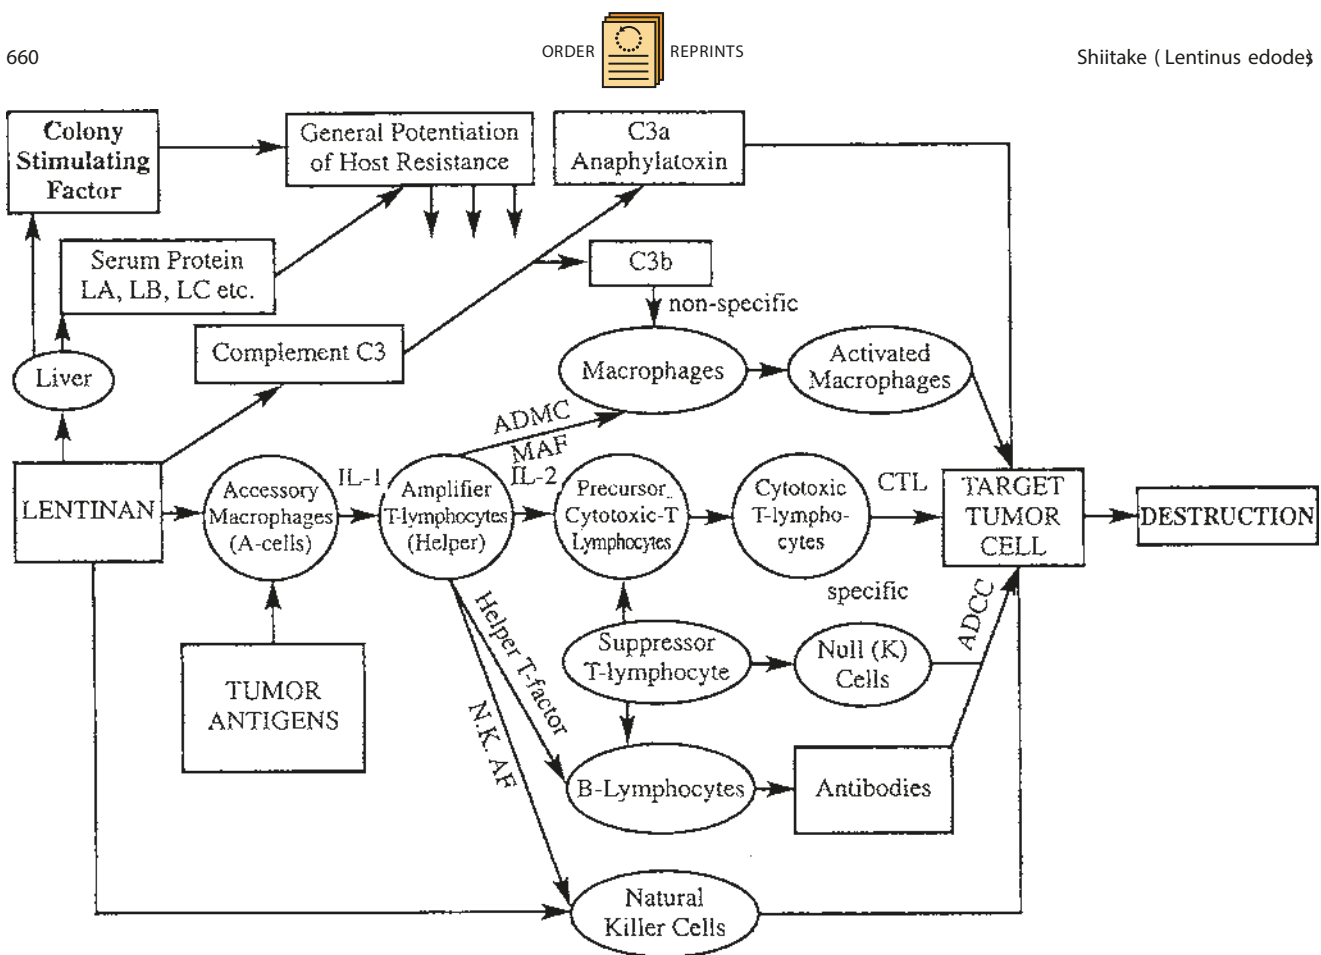 660
ORDER REPRINTS
Shiitake ( Lentinus edodes)
Colony
Stimulating
Factor
General Potentiation
of Host Resistance
C3a
Anaphylatoxin
Serum Protein
LA, LB, LC etc.
C3b
non-specific
Complement C3
Liver
Macrophages
Activated
Macrophages
ADMC
MAF
IL-1
IL-2
CTL
LENTINAN
Accessory
Macrophages
(A-cells)
Amplifier
T-lymphocytes
(Helper)
Precursor
Cytotoxic-T
Lymphocytes
Cytotoxic
T-lympho-
cytes
TARGET
TUMOR
CELL
DESTRUCTION
specific
Helper T-factor
N.K. AF
Suppressor
T-lymphocyte
Null (K)
Cells
ADCC
TUMOR
ANTIGENS
B-Lymphocytes
Antibodies
Natural
Killer Cells